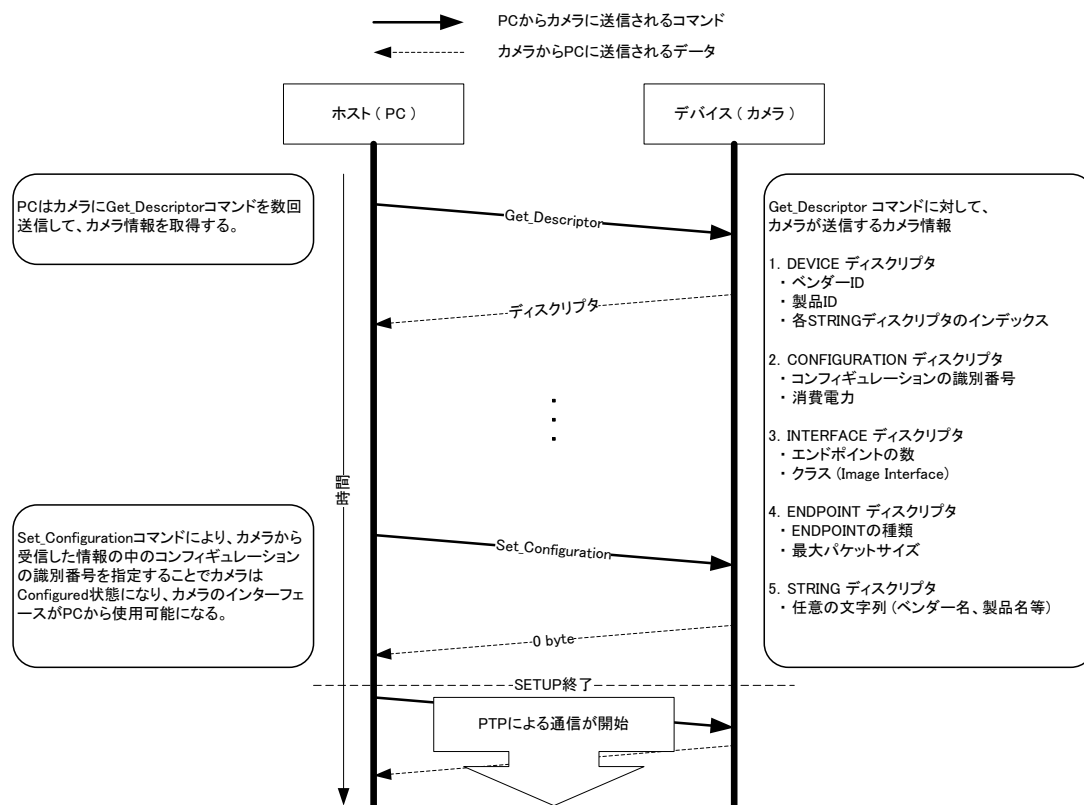 PCからカメラに送信されるコマンド
カメラからPCに送信されるデータ
ホスト ( PC )
デバイス ( カメラ )
PCはカメラにGet_Descriptorコマンドを数回
送信して、カメラ情報を取得する。
Get_Descriptor
ディスクリプタ
Get_Descriptor コマンドに対して、
カメラが送信するカメラ情報
1. DEVICE ディスクリプタ
・ ベンダーID
・ 製品ID
・ 各STRINGディスクリプタのインデックス
2. CONFIGURATION ディスクリプタ
・ コンフィギュレーションの識別番号
・ 消費電力
3. INTERFACE ディスクリプタ
・ エンドポイントの数
・ クラス (Image Interface)
4. ENDPOINT ディスクリプタ
・ ENDPOINTの種類
・ 最大パケットサイズ
5. STRING ディスクリプタ
・ 任意の文字列 (ベンダー名、製品名等)
時間
Set_Configurationコマンドにより、カメラから
受信した情報の中のコンフィギュレーション
の識別番号を指定することでカメラは
Configured状態になり、カメラのインターフェ
ースがPCから使用可能になる。
Set_Configuration
0 byte
SETUP終了
PTPによる通信が開始